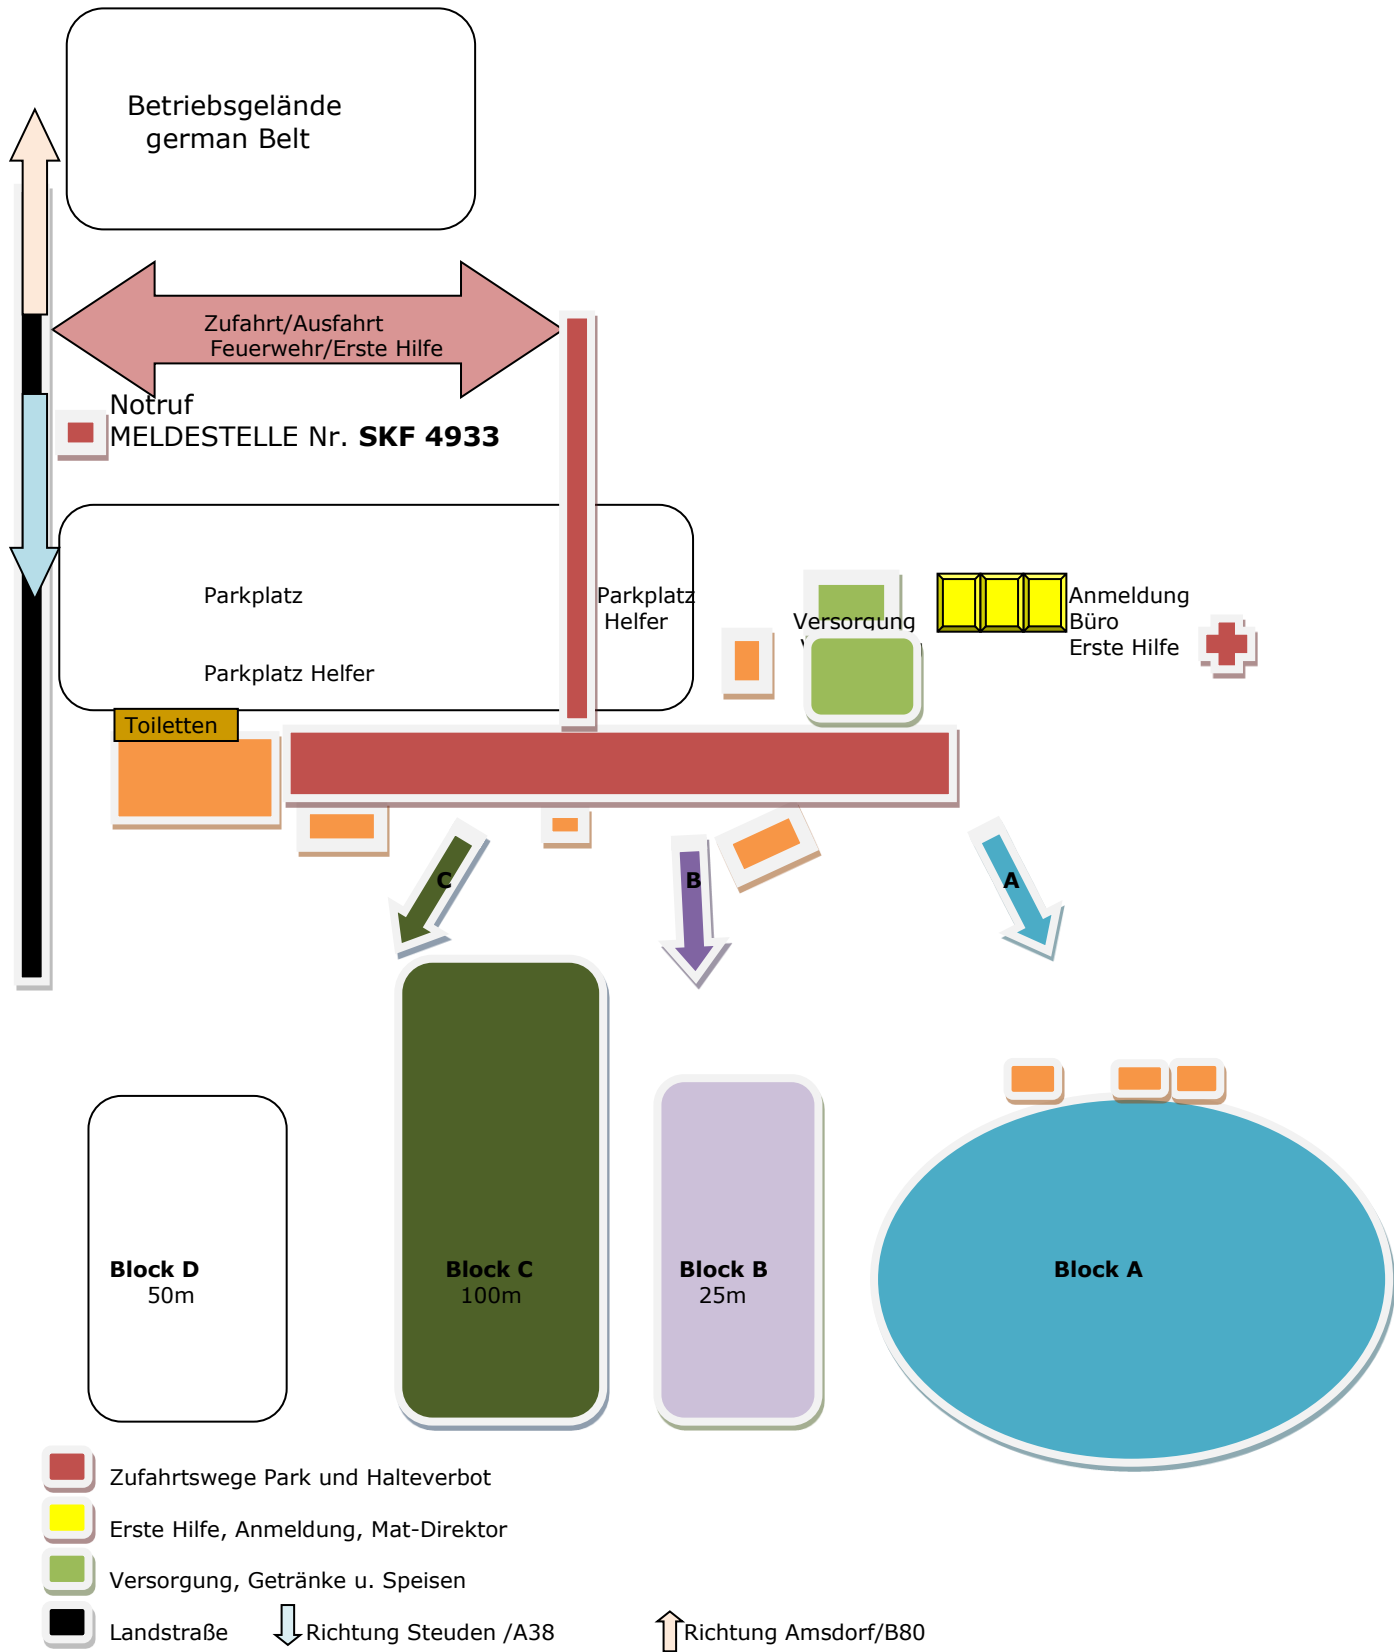 Betriebsgelände
german Belt
Zufahrt/Ausfahrt
Feuerwehr/Erste Hilfe
Notruf
MELDESTELLE Nr. SKF 4933
Parkplatz
Parkplatz
Helfer
Parkplatz Helfer
Versorgung
Anmeldung
Büro
Erste Hilfe
Toiletten
C
B
A
Block D
50m
Block C
100m
Block B
25m
Block A
Zufahrtswege Park und Halteverbot
Erste Hilfe, Anmeldung, Mat-Direktor
Versorgung, Getränke u. Speisen
Landstraße
Richtung Steuden /A38
Richtung Amsdorf/B80